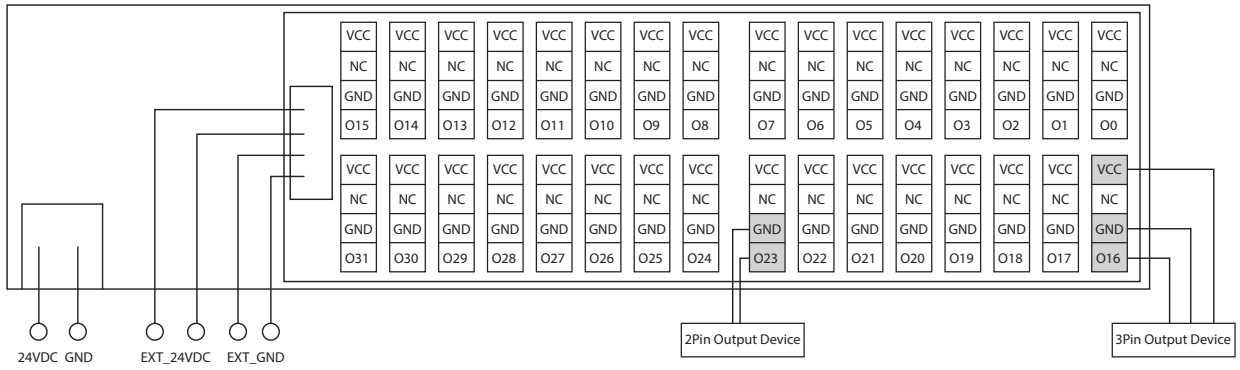 VCC VCC VCC VCC VCC VCC VCC VCC VCC VCC VCC VCC VCC VCC VCC VCC
NC NC NC NC NC NC NC NC NC NC NC NC NC NC NC NC
GND GND GND GND GND GND GND GND GND GND GND GND GND GND GND GND
O15 O14 O13 O12 O11 O10 O9 O8 O7 O6 O5 O4 O3 O2 O1 O0
VCC VCC VCC VCC VCC VCC VCC VCC VCC VCC VCC VCC VCC VCC VCC VCC
NC NC NC NC NC NC NC NC NC NC NC NC NC NC NC NC
GND GND GND GND GND GND GND GND GND GND GND GND GND GND GND GND
O31 O30 O29 O28 O27 O26 O25 O24 O23 O22 O21 O20 O19 O18 O17 O16
24VDC GND EXT_24VDC EXT_GND 2Pin Output Device 3Pin Output Device